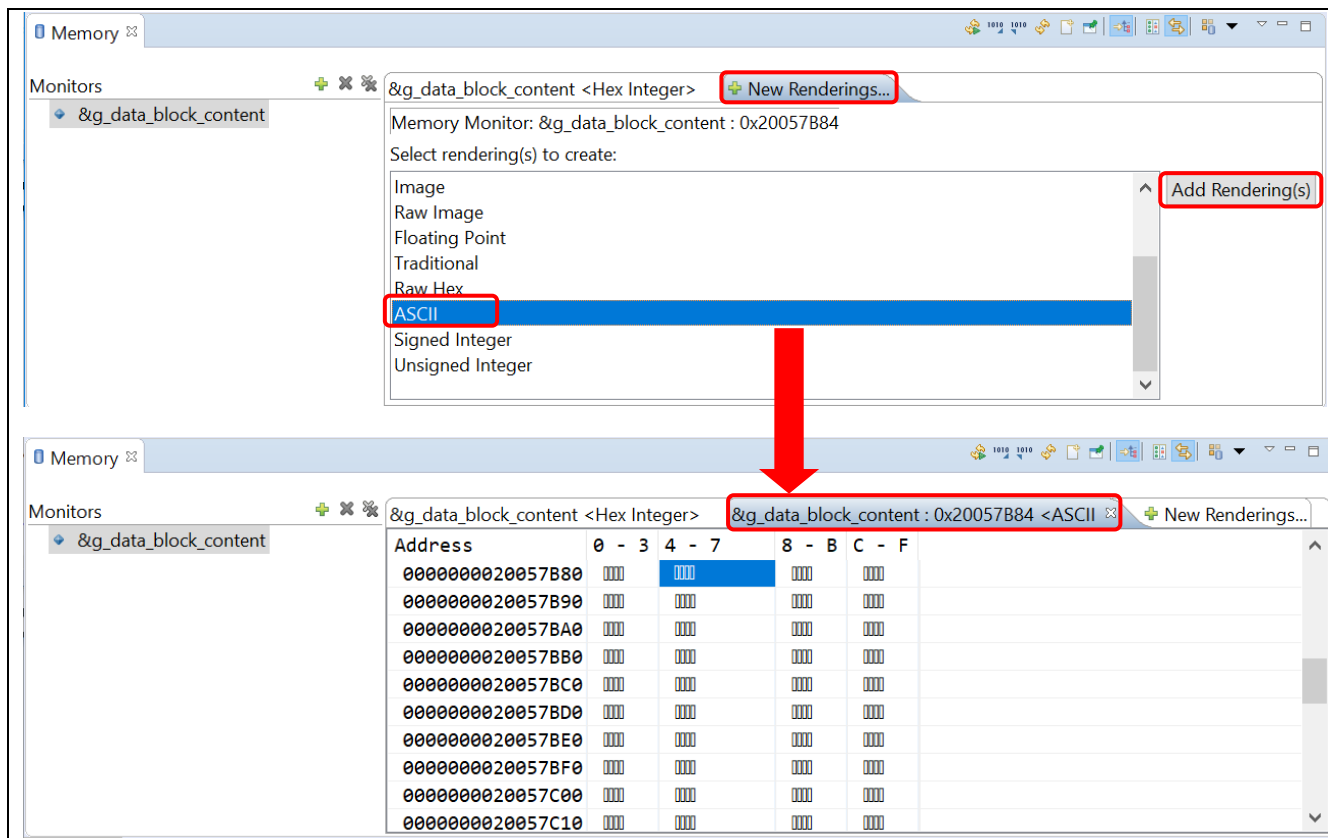 Memory
Monitors
&g_data_block_content <Hex Integer> New Renderings...
&g_data_block_content
Memory Monitor: &g_data_block_content : 0x20057B84
Select rendering(s) to create:
Image
Add Rendering(s)
Raw Image
Floating Point
Traditional
Raw Hex
ASCII
Signed Integer
Unsigned Integer
Memory
Monitors
&g_data_block_content <Hex Integer> &g_data_block_content : 0x20057B84 <ASCII New Renderings...
&g_data_block_content
Address 0 - 3 4 - 7 8 - B C - F
0000000020057B80
0000000020057B90
0000000020057BA0
0000000020057BB0
0000000020057BC0
0000000020057BD0
0000000020057BE0
0000000020057BF0
0000000020057C00
0000000020057C10